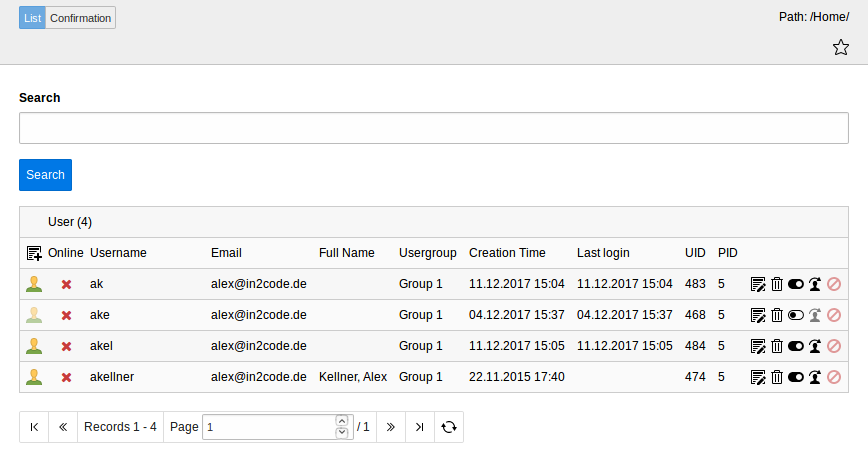 List Confirmation Path: /Home/
Search
Search
User (4)
Online Username Email Full Name Usergroup Creation Time Last login UID PID
ak alex@in2code.de Group 1 11.12.2017 15:04 11.12.2017 15:04 483 5
ake alex@in2code.de Group 1 04.12.2017 15:37 04.12.2017 15:37 468 5
akel alex@in2code.de Group 1 11.12.2017 15:05 11.12.2017 15:05 484 5
akellner alex@in2code.de Kellner, Alex Group 1 22.11.2015 17:40 474 5
Records 1 - 4 Page 1 / 1